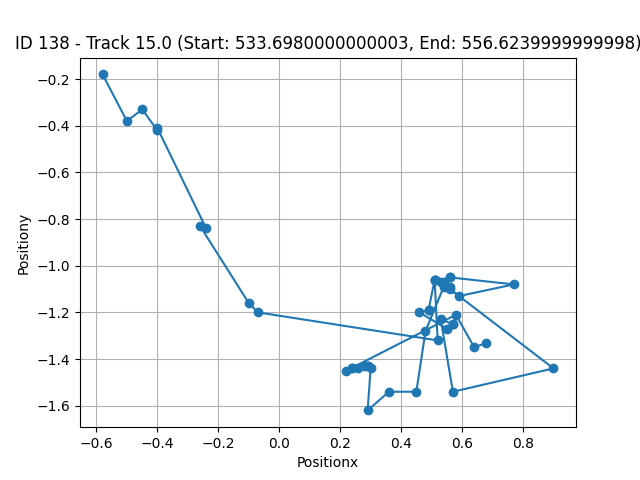 ID 138 - Track 15.0 (Start: 533.6980000000003, End: 556.6239999999998)
−0.2
−0.4
−0.6
−0.8
−1.0
−1.2
−1.4
−1.6
Positiony
−0.6 −0.4 −0.2 0.0 0.2 0.4 0.6 0.8
Positionx